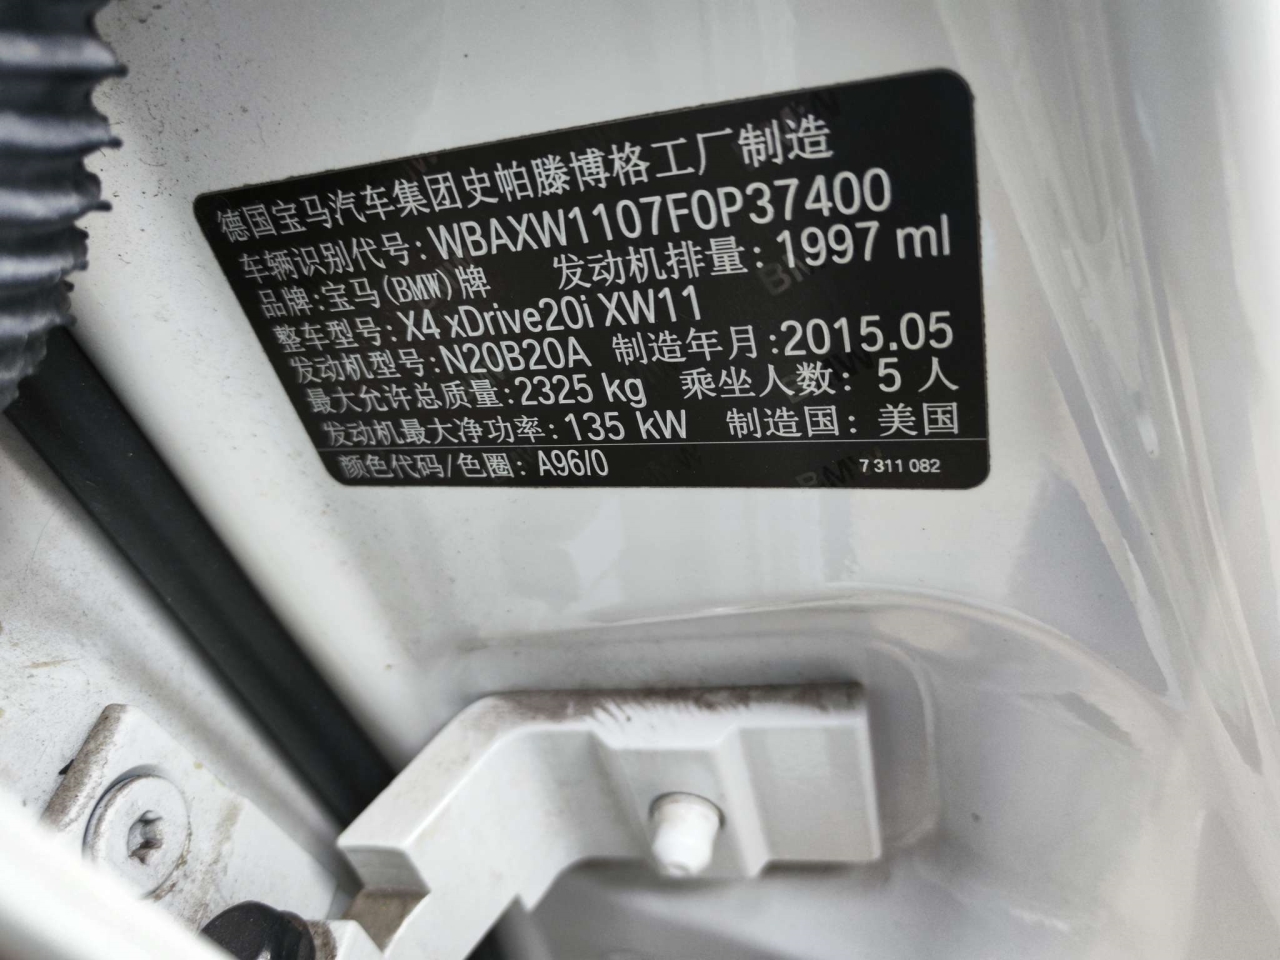 德国宝马汽车集团史帕滕博格工厂制造
车辆识别代号: WBAXW1107F0P37400
品牌: 宝马(BMW)牌 发动机排量: 1997 ml
整车型号: X4 xDrive20i XW11
发动机型号: N20B20A 制造年月: 2015.05
最大允许总质量: 2325 kg 乘坐人数: 5 人
发动机最大净功率: 135 kW 制造国: 美国
颜色代码/色圈: A96/0 7 311 082